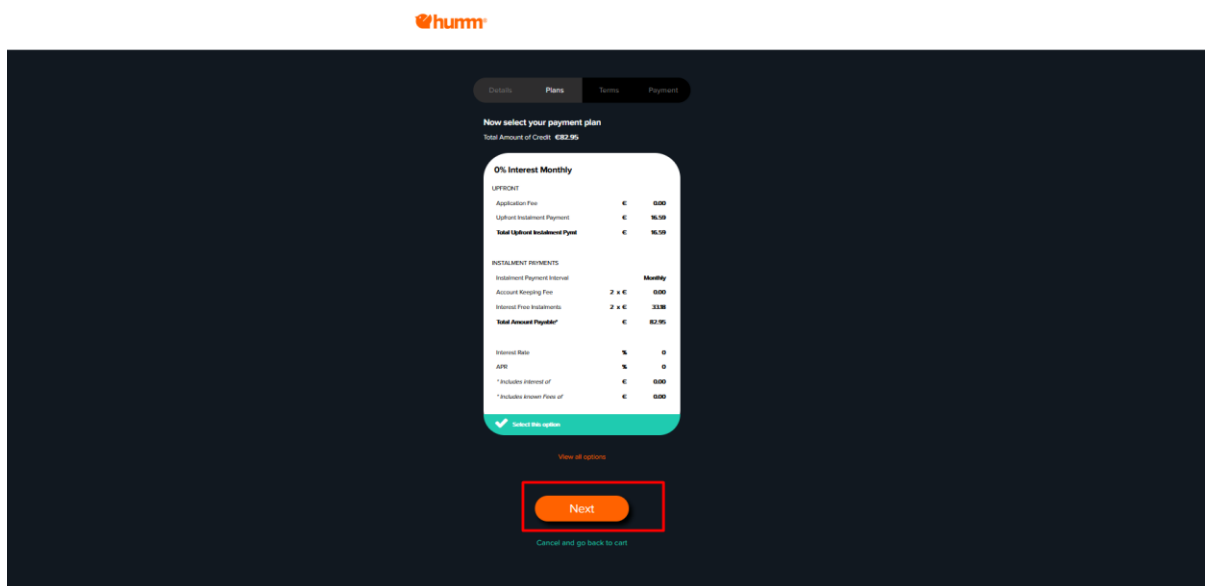 humm
Details Plans Terms Payment
Now select your payment plan
Total Amount of Credit €82.95
0% Interest Monthly
UPFRONT
Application Fee € 0.00
Upfront Instalment Payment € 16.59
Total Upfront Instalment Pymt € 16.59
INSTALMENT PAYMENTS
Instalment Payment Interval Monthly
Account Keeping Fee 2 x € 0.00
Interest Free Instalments 2 x € 33.18
Total Amount Payable* € 82.95
Interest Rate % 0
APR % 0
* Includes interest of € 0.00
* Includes known Fees of € 0.00
Select this option
View all options
Next
Cancel and go back to cart